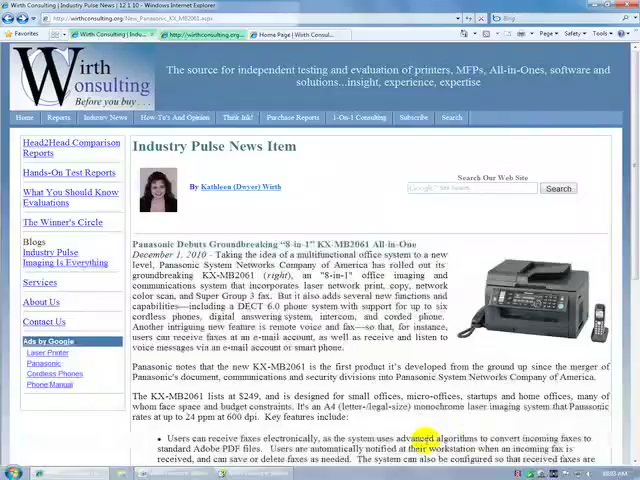 Wirth Consulting | Industry Pulse News | (12 1 10) - Windows Internet Explorer
http://wirthconsulting.org/New_Panasonic_KX_MB2061.aspx
Bing
Favorites
Wirth Consulting | Indu...
http://wirthconsulting.org...
Home Page | Wirth Consul...
Page
Safety
Tools
Wirth
Consulting
Before you buy . . .
The source for independent testing and evaluation of printers, MFPs, All-in-Ones, software and
solutions...insight, experience, expertise
Home
Reports
Industry News
How-To's And Opinion
Think Ink!
Purchase Reports
1-On-1 Consulting
Subscribe
Search
Head2Head Comparison
Reports
Hands-On Test Reports
What You Should Know
Evaluations
The Winner's Circle
Blogs
Industry Pulse
Imaging Is Everything
Services
About Us
Contact Us
Ads by Google
Laser Printer
Panasonic
Cordless Phones
Phone Manual
Industry Pulse News Item
By Kathleen (Dwyer) Wirth
Search Our Web Site
Google
Search
Panasonic Debuts Groundbreaking “8-in-1” KX-MB2061 All-in-One
December 1, 2010 - Taking the idea of a multifunctional office system to a new
level, Panasonic System Networks Company of America has rolled out its
groundbreaking KX-MB2061 (right), an "8-in-1" office imaging and
communications system that incorporates laser network print, copy, network
color scan, and Super Group 3 fax. But it also adds several new functions and
capabilities—including a DECT 6.0 phone system with support for up to six
cordless phones, digital answering system, intercom, and corded phone.
Another intriguing new feature is remote voice and fax—so that, for instance,
users can receive faxes at an e-mail account, as well as receive and listen to
voice messages via an e-mail account or smart phone.
Panasonic notes that the new KX-MB2061 is the first product it's developed from the ground up since the merger of
Panasonic's document, communications and security divisions into Panasonic System Networks Company of America.
The KX-MB2061 lists at $249, and is designed for small offices, micro-offices, startups and home offices, many of
whom face space and budget constraints. It's an A4 (letter-/legal-size) monochrome laser imaging system that Panasonic
rates at up to 24 ppm at 600 dpi. Key features include:
• Users can receive faxes electronically, as the system uses advanced algorithms to convert incoming faxes to
standard Adobe PDF files. Users are automatically notified at their workstation when an incoming fax is
received, and can save or delete faxes as needed. The system can also be configured so that received faxes are